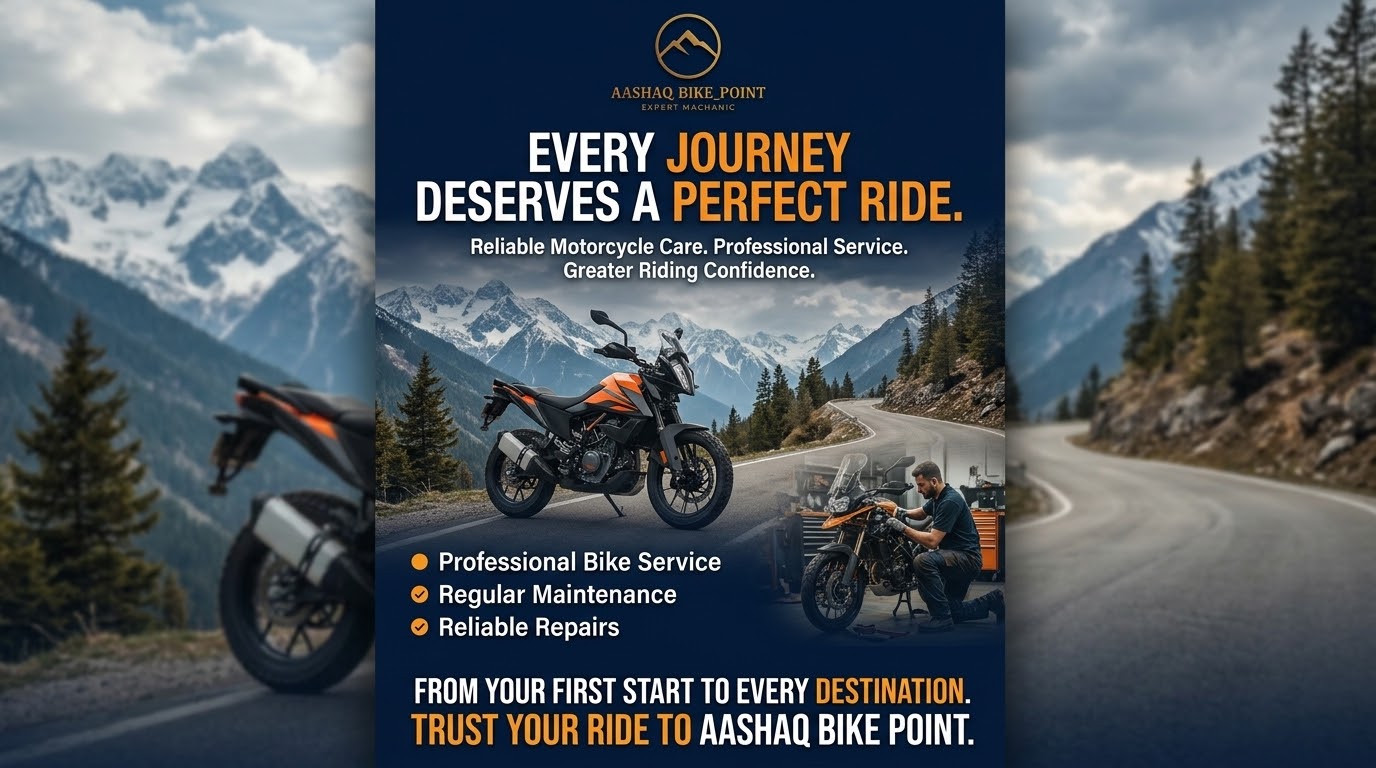 AASHAQ BIKE_POINT
EXPERT MACHANIC
EVERY JOURNEY
DESERVES A PERFECT RIDE.
Reliable Motorcycle Care. Professional Service.
Greater Riding Confidence.
Professional Bike Service
Regular Maintenance
Reliable Repairs
FROM YOUR FIRST START TO EVERY DESTINATION.
TRUST YOUR RIDE TO AASHAQ BIKE POINT.